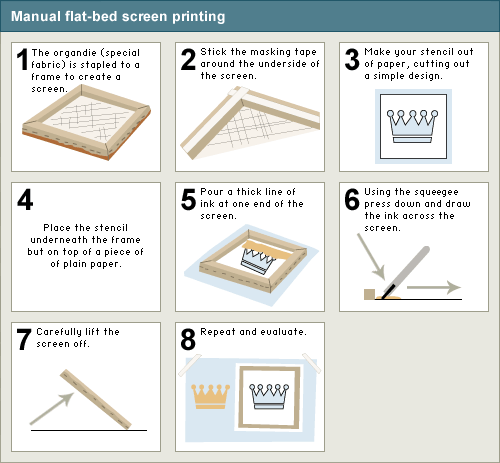 Manual flat-bed screen printing
1
The organdie (special
fabric) is stapled to a
frame to create a
screen.
2
Stick the masking tape
around the underside of
the screen.
3
Make your stencil out
of paper, cutting out
a simple design.
4
Place the stencil
underneath the frame
but on top of a piece of
of plain paper.
5
Pour a thick line of
ink at one end of the
screen.
6
Using the squeegee
press down and draw
the ink across the
screen.
7
Carefully lift the
screen off.
8
Repeat and evaluate.